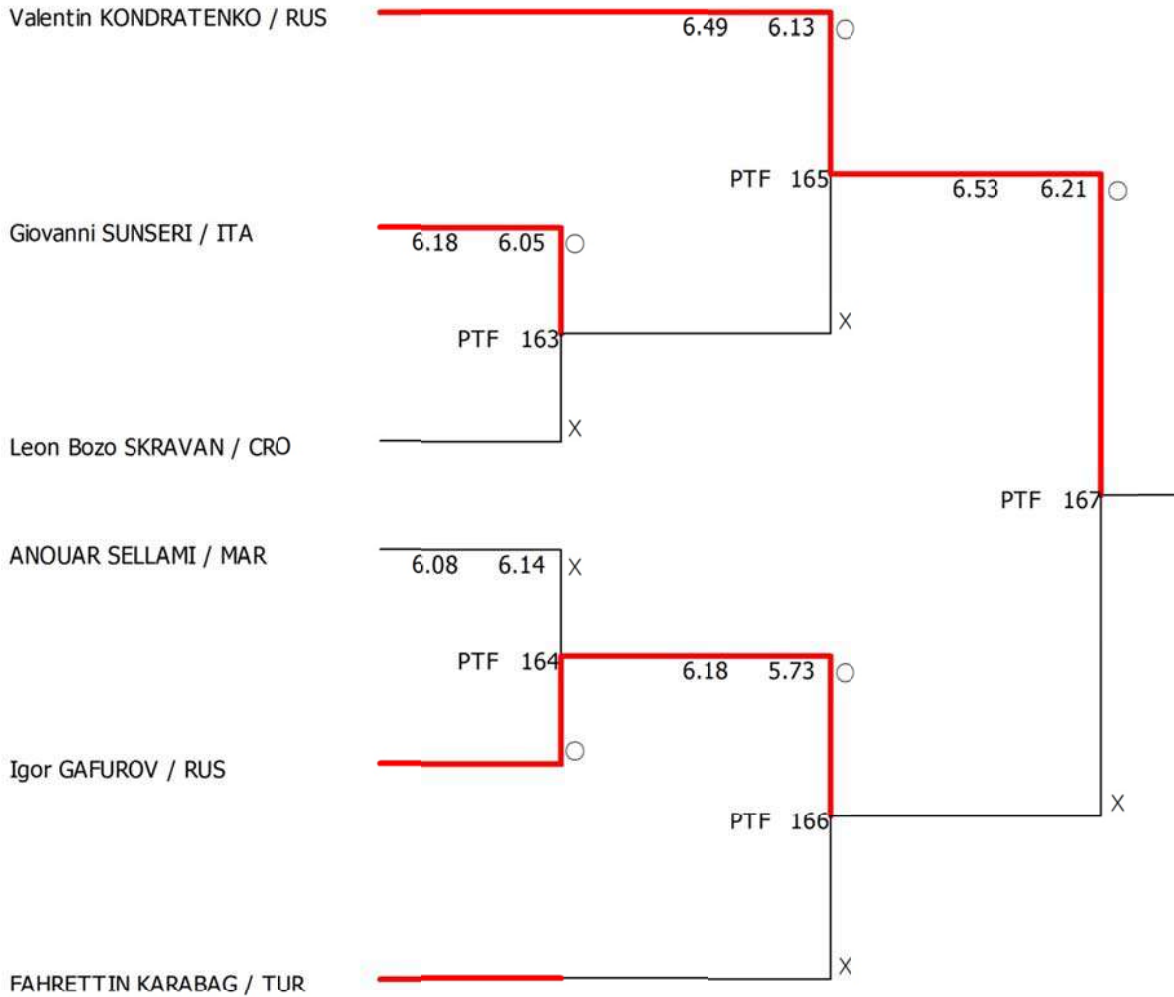 Valentin KONDRATENKO / RUS
6.49 6.13 O
PTF 165
6.53 6.21 O
Giovanni SUNSERI / ITA
6.18 6.05 O
PTF 163
X
Leon Bozo SKRAVAN / CRO
X
PTF 167
ANOUAR SELLAMI / MAR
6.08 6.14 X
PTF 164
6.18 5.73 O
Igor GAFUROV / RUS
O
PTF 166
X
FAHRETTIN KARABAG / TUR
X